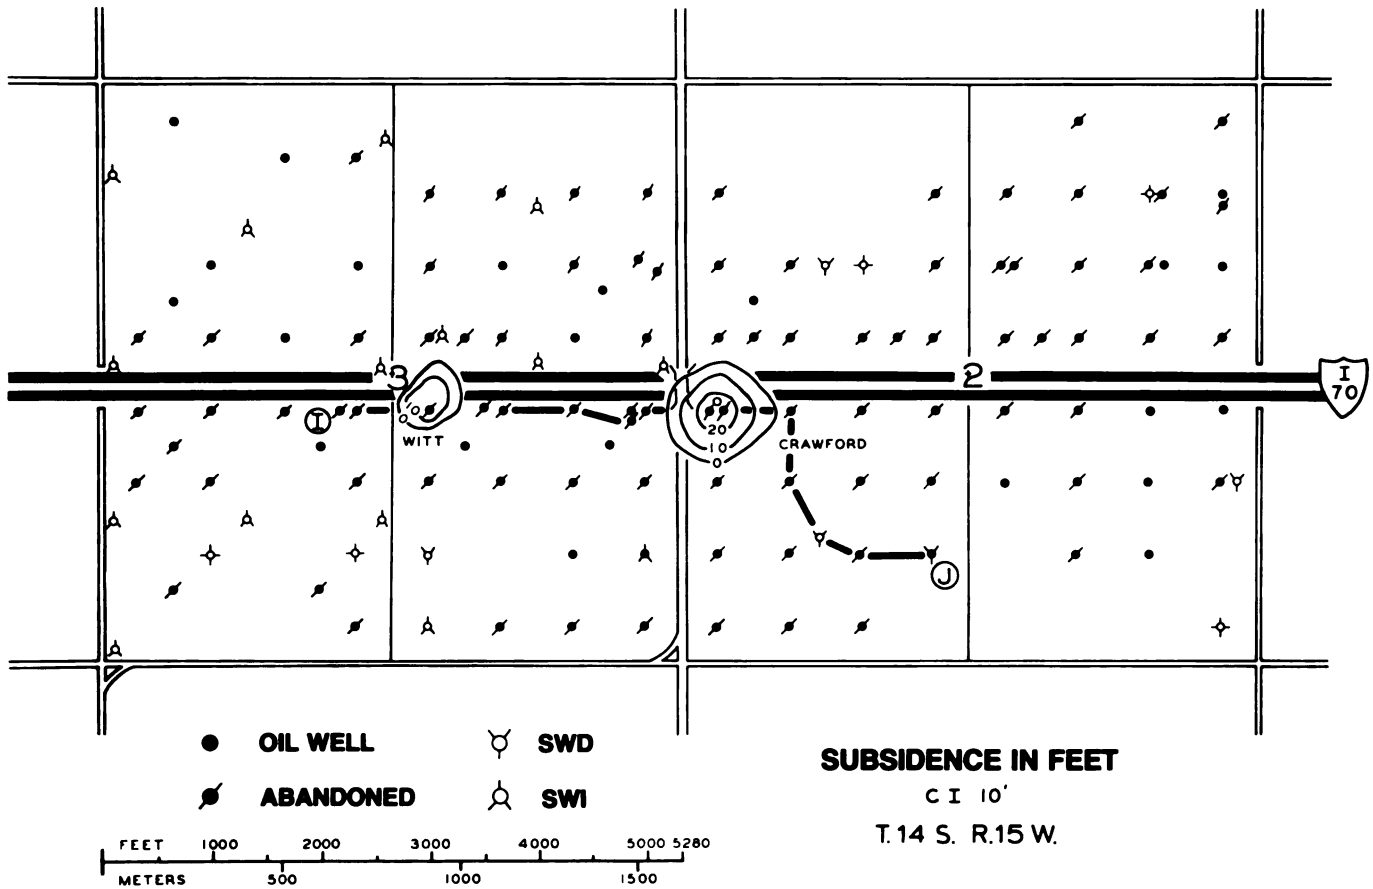 3
2
I
70
I
10
0
WITT
0
20
10
0
CRAWFORD
J
OIL WELL
SWD
ABANDONED
SWI
SUBSIDENCE IN FEET
C I 10'
T. 14 S. R. 15 W.
FEET 1000 2000 3000 4000 5000 5280
METERS 500 1000 1500